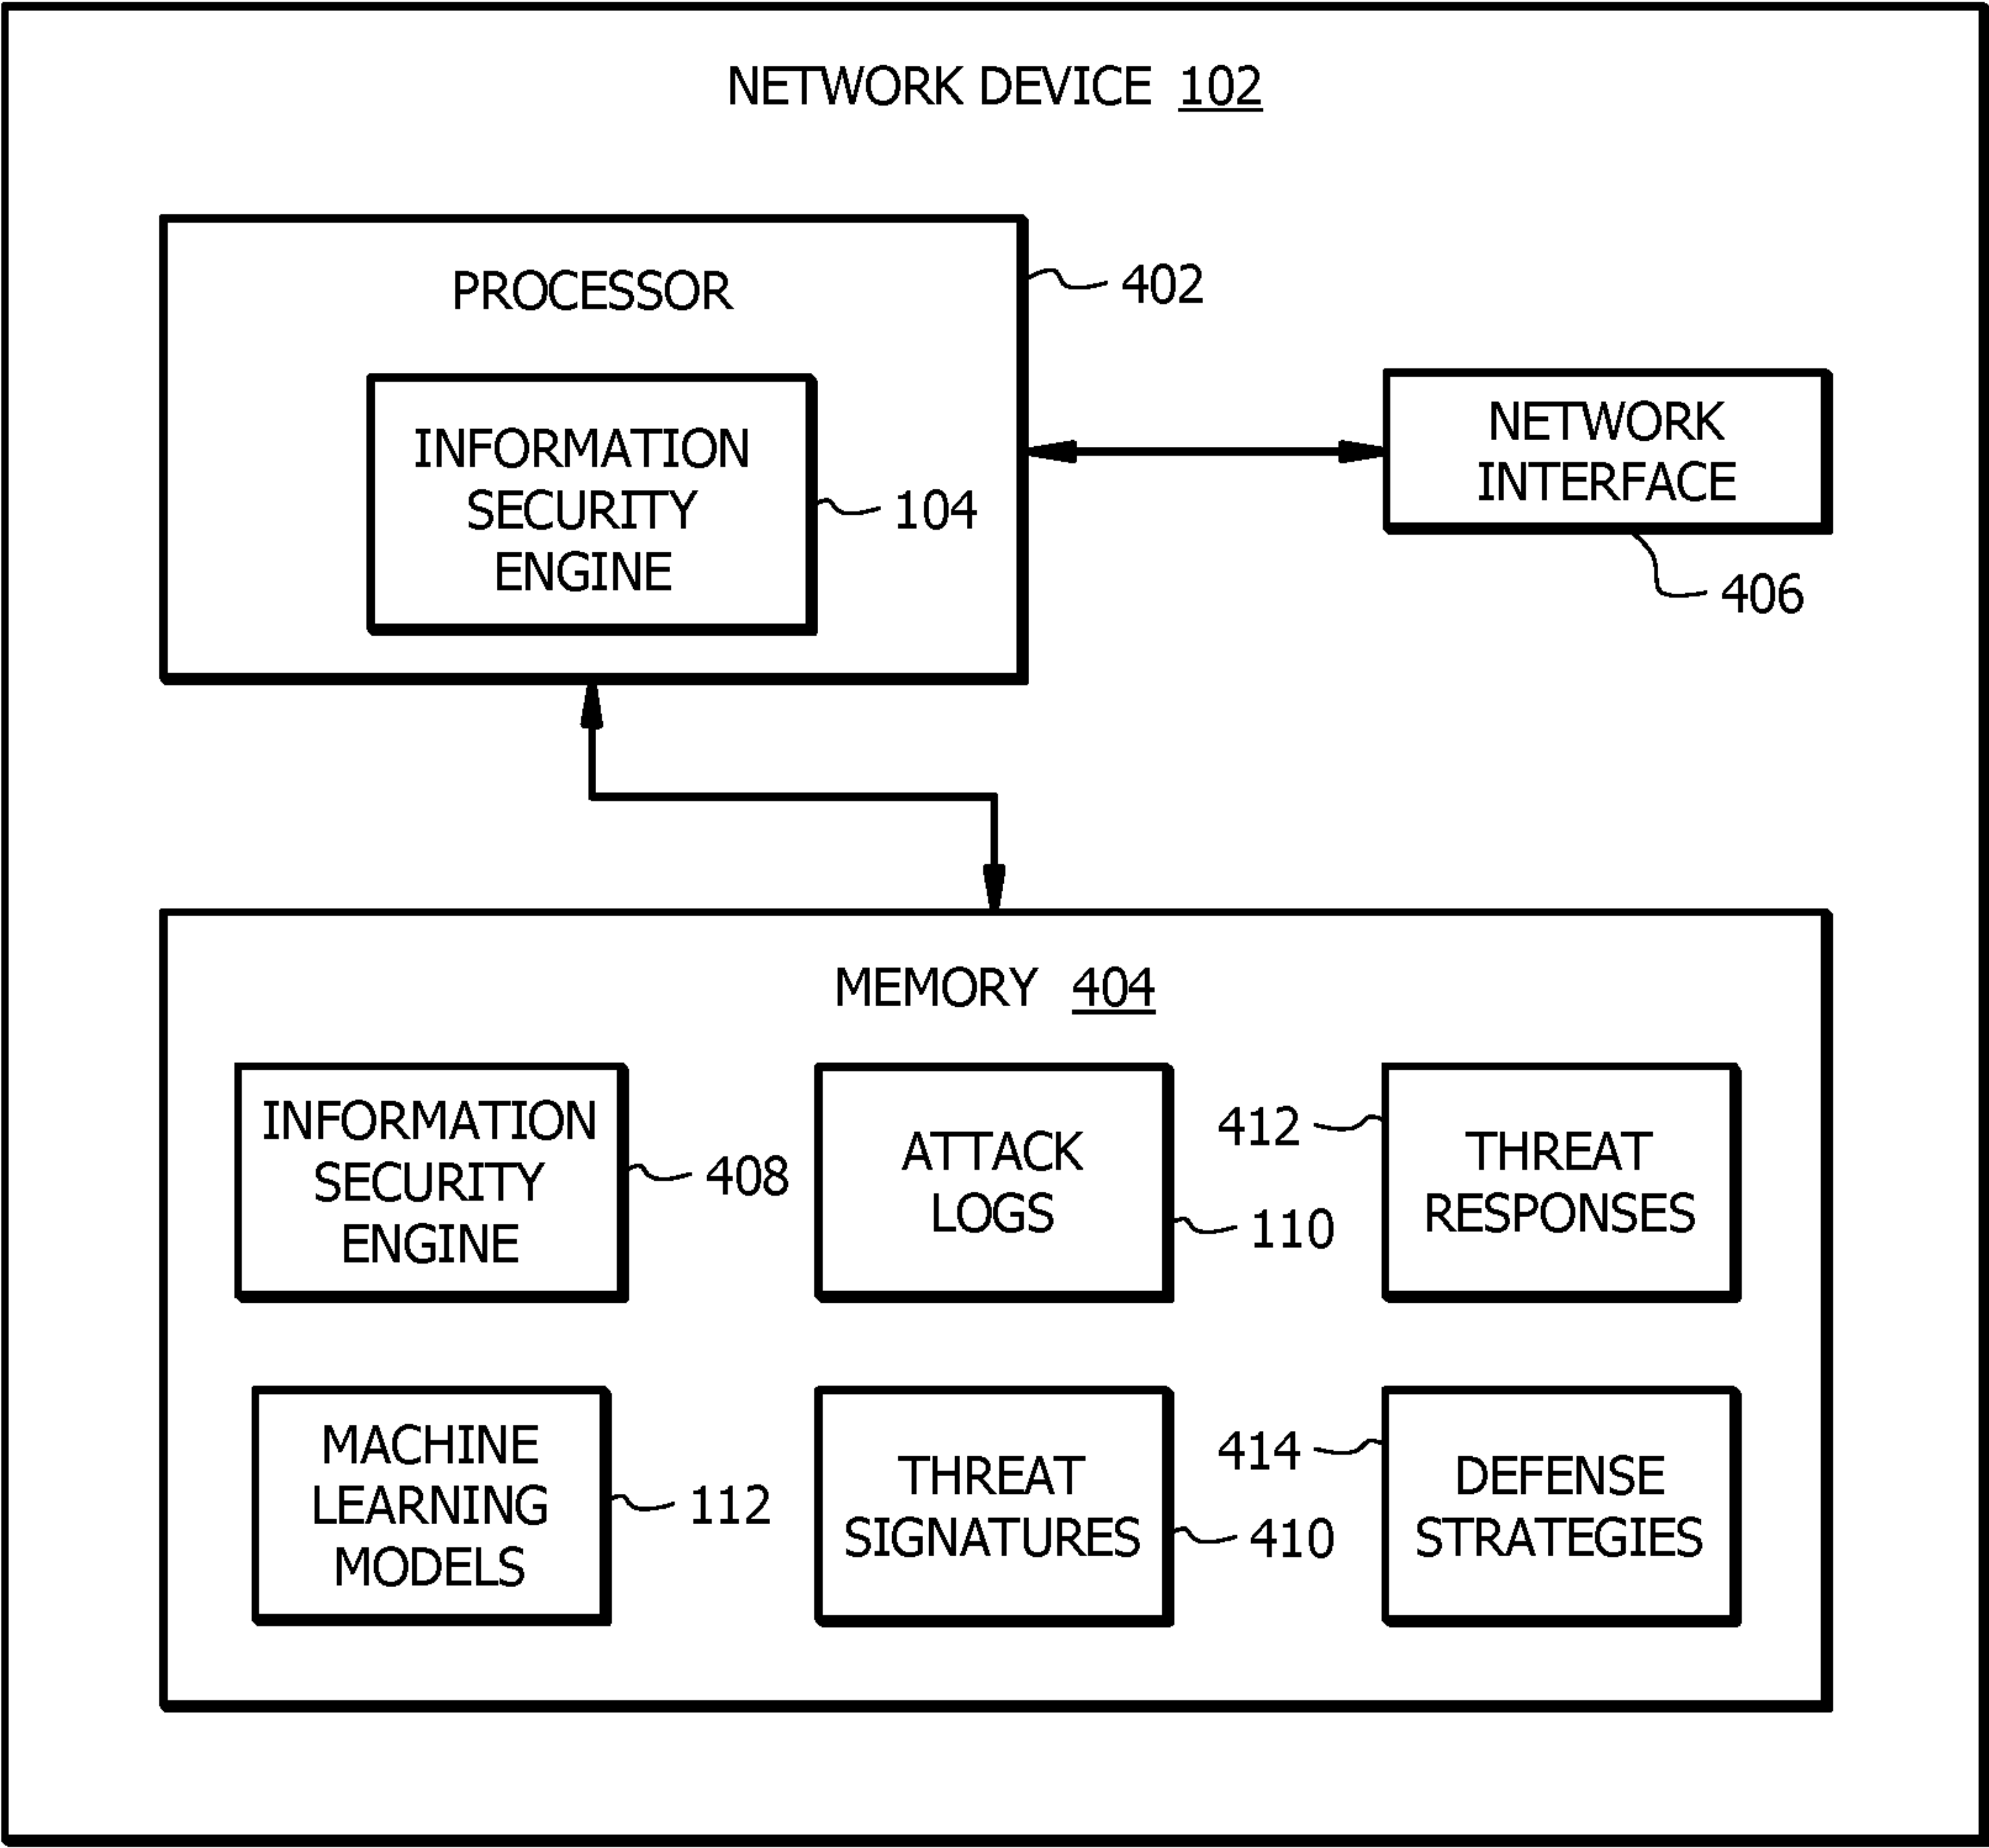 NETWORK DEVICE 102
PROCESSOR
402
INFORMATION
SECURITY
ENGINE
104
NETWORK
INTERFACE
406
MEMORY 404
INFORMATION
SECURITY
ENGINE
408
ATTACK
LOGS
110
412
THREAT
RESPONSES
MACHINE
LEARNING
MODELS
112
THREAT
SIGNATURES
410
414
DEFENSE
STRATEGIES